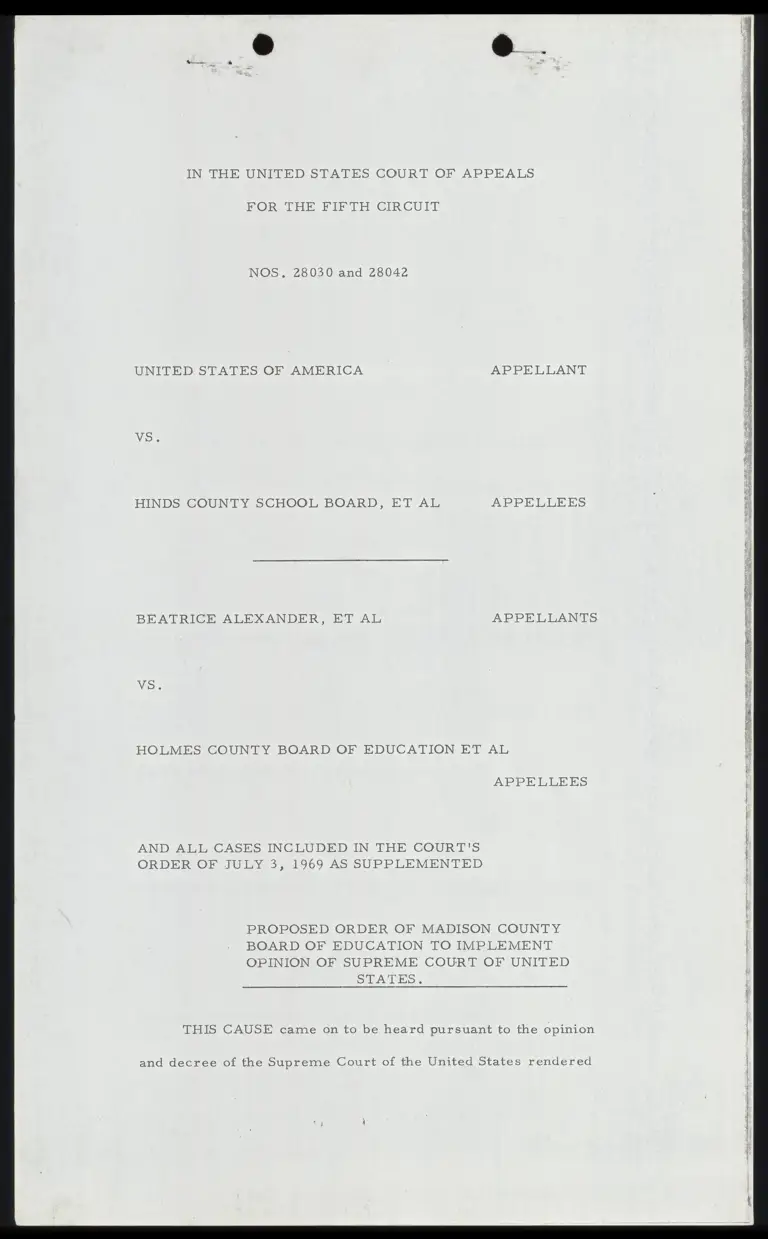 IN THE UNITED STATES COURT OF APPEALS
FOR THE FIFTH CIRCUIT
NOS. 28030 and 28042
UNITED STATES OF AMERICA APPELLANT
VS.
HINDS COUNTY SCHOOL BOARD, ET AL APPELLEES
BEATRICE ALEXANDER, ET AL APPELLANTS
VS.
HOLMES COUNTY BOARD OF EDUCATION ET AL
APPELLEES
AND ALL CASES INCLUDED IN THE COURT'S
ORDER OF JULY 3, 1969 AS SUPPLEMENTED
PROPOSED ORDER OF MADISON COUNTY
BOARD OF EDUCATION TO IMPLEMENT
OPINION OF SUPREME COURT OF UNITED
STATES.
THIS CAUSE came on to be heard pursuant to the opinion
and decree of the Supreme Court of the United States rendered